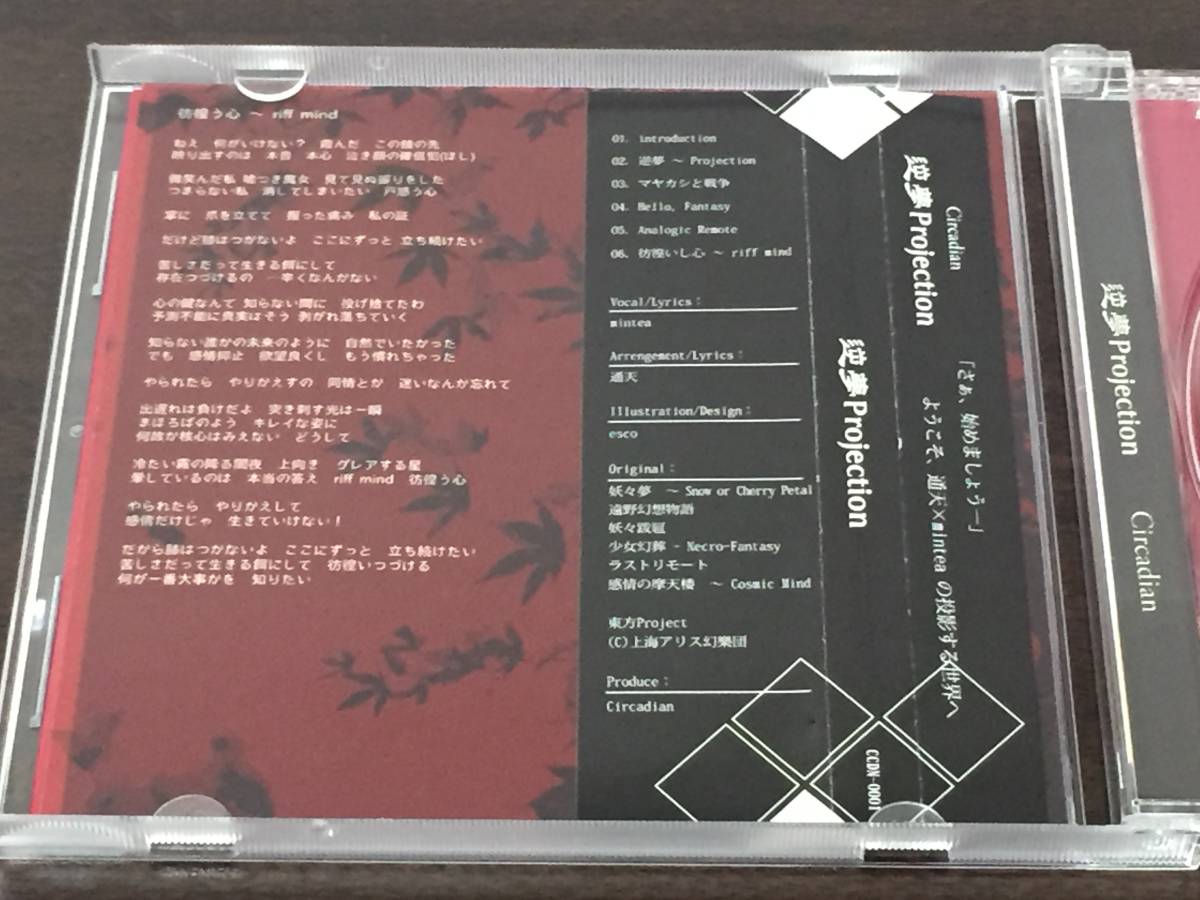 彷徨う心 ～ riff mind
ねえ 何がいけない？ 霞んだ この鏡の先
映り出すのは 本音 本心 泣き顔の
微笑んだ私 嘘つき魔女 見て見ぬ振りをした
つまらない私 消してしまいたい 戸惑う心
掌に 爪を立てて 握った痛み 私の証
だけど膝はつかないよ ここにずっと 立ち続けたい
苦しさだって生きる餌にして
存在つづけるの 辛くなんかない
心の鍵なんて 知らない間に 投げ捨てたわ
予測不能に真実はそう 剥がれ落ちていく
知らない誰かの未来のように 自然でいたかった
でも 感情抑止 欲望良くし もう慣れちゃった
やられたら やりかえすの 同情とか 迷いなんか忘れて
出遅れは負けだよ 突き刺す光は一瞬
まほろばのよう キレイな姿に
何故か核心はみえない どうして
冷たい霧の降る闇夜 上向き グレアする星
撃しているのは 本当の答え riff mind 彷徨う心
やられたら やりかえして
感情だけじゃ 生きていけない！
だから膝はつかないよ ここにずっと 立ち続けたい
苦しさだって生きる餌にして 彷徨いつづける
何が一番大事かを 知りたい
01. introduction
02. 逆夢 ～ Projection
03. マヤカシと戦争
04. Hello, Fantasy
05. Analogic Remote
06. 彷徨いし心 ～ riff mind
Vocal/Lyrics：
mintea
Arrengement/Lyrics：
通天
Illustration/Design：
esco
Original：
妖々夢 ～ Snow or Cherry Petal
遠野幻想物語
妖々跋扈
少女幻葬 - Necro-Fantasy
ラストリモート
感情の摩天楼 ～ Cosmic Mind
東方Project
(C)上海アリス幻樂団
Produce：
Circadian
逆夢Projection
Circadian
逆夢Projection
「さぁ、始めましょう―」
ようこそ、通天×mintea の投影する世界へ
CCDN-0001
逆夢Projection
Circadian